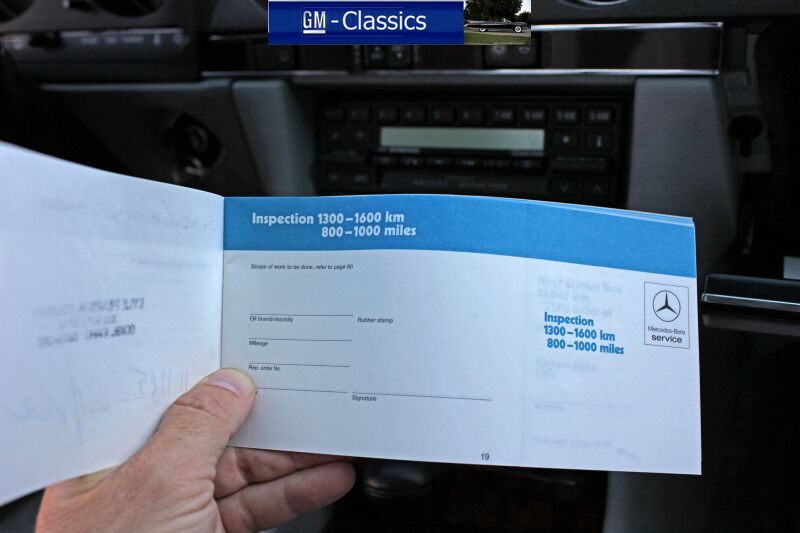 GM-Classics
Inspection 1300–1600 km
800–1000 miles
Scope of work to be done, refer to page 60
Oil brand/viscosity
Rubber stamp
Mileage
Rep. order No.
Signature
Inspection
1300–1600 km
800–1000 miles
Mercedes-Benz
service
19